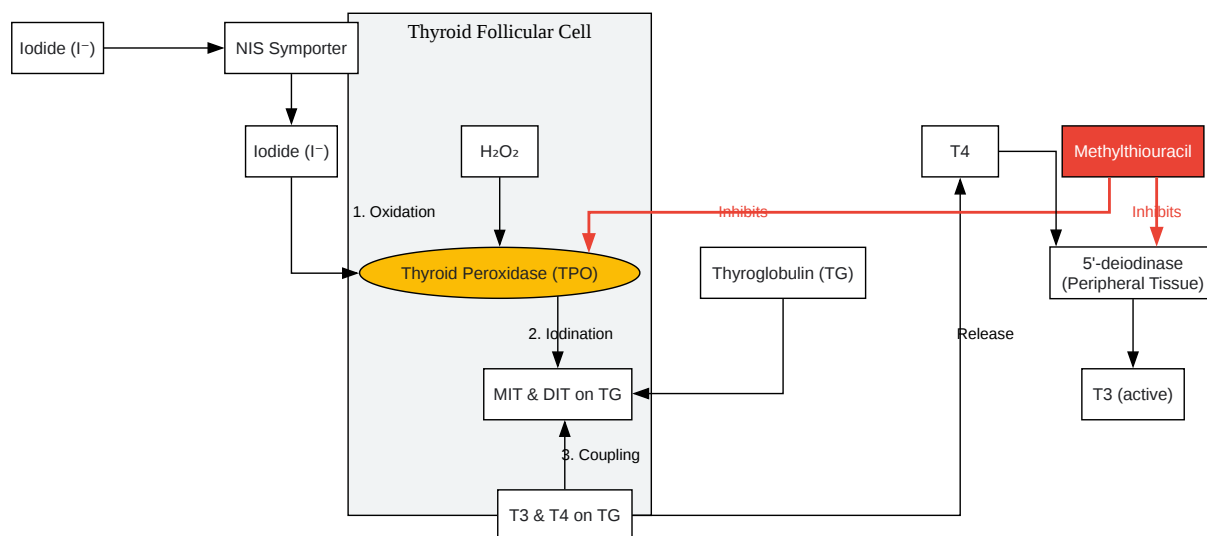 Thyroid Follicular Cell
Iodide (I⁻)
NIS Symporter
Iodide (I⁻)
H₂O₂
T4
Methylthiouracil
1. Oxidation
Inhibits
Inhibits
Thyroid Peroxidase (TPO)
Thyroglobulin (TG)
5'-deiodinase
(Peripheral Tissue)
2. Iodination
Release
MIT & DIT on TG
T3 (active)
3. Coupling
T3 & T4 on TG